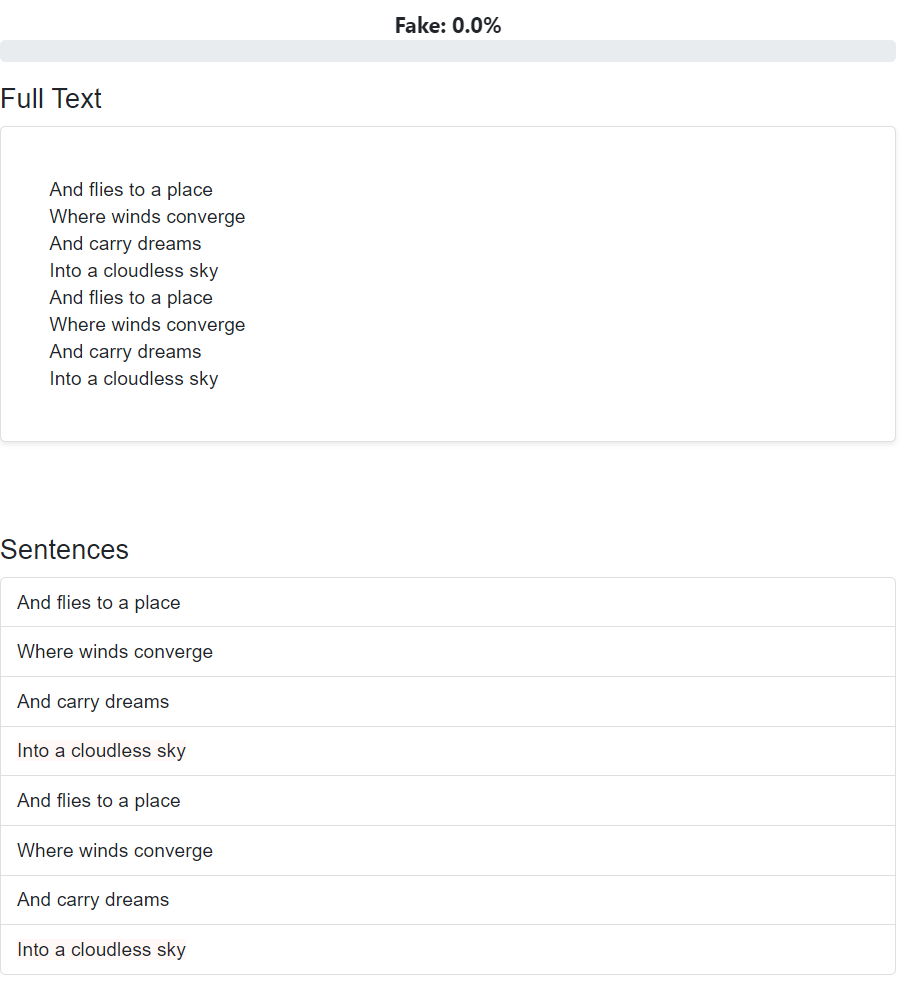 Fake: 0.0%
Full Text
And flies to a place
Where winds converge
And carry dreams
Into a cloudless sky
And flies to a place
Where winds converge
And carry dreams
Into a cloudless sky
Sentences
And flies to a place
Where winds converge
And carry dreams
Into a cloudless sky
And flies to a place
Where winds converge
And carry dreams
Into a cloudless sky